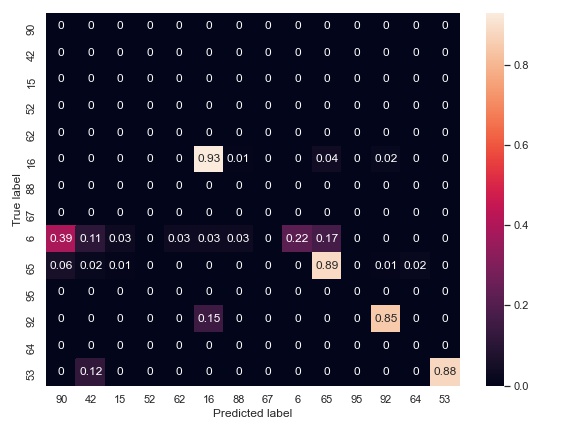 90 0 0 0 0 0 0 0 0 0 0 0 0 0 0
42 0 0 0 0 0 0 0 0 0 0 0 0 0 0
15 0 0 0 0 0 0 0 0 0 0 0 0 0 0
52 0 0 0 0 0 0 0 0 0 0 0 0 0 0
62 0 0 0 0 0 0 0 0 0 0 0 0 0 0
16 0 0 0 0 0 0.93 0.01 0 0 0.04 0 0.02 0 0
88 0 0 0 0 0 0 0 0 0 0 0 0 0 0
67 0 0 0 0 0 0 0 0 0 0 0 0 0 0
6 0.39 0.11 0.03 0 0.03 0.03 0.03 0 0.22 0.17 0 0 0 0
65 0.06 0.02 0.01 0 0 0 0 0 0 0.89 0 0.01 0.02 0
95 0 0 0 0 0 0 0 0 0 0 0 0 0 0
92 0 0 0 0 0 0.15 0 0 0 0 0 0.85 0 0
64 0 0 0 0 0 0 0 0 0 0 0 0 0 0
53 0 0.12 0 0 0 0 0 0 0 0 0 0 0 0.88
90 42 15 52 62 16 88 67 6 65 95 92 64 53
Predicted label
True label
0.8
0.6
0.4
0.2
0.0